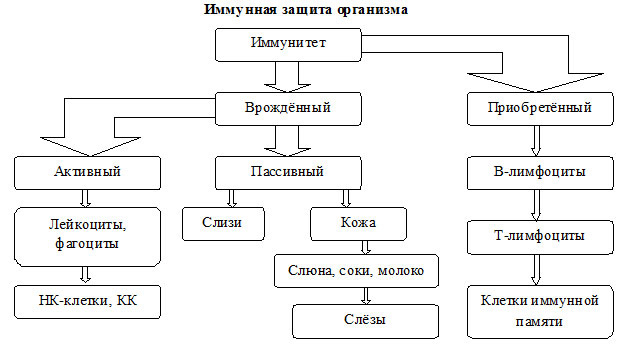 Иммунная защита организма
Иммунитет
Врождённый
Приобретённый
Активный
Пассивный
В-лимфоциты
Лейкоциты,
фагоциты
Слизи
Кожа
Т-лимфоциты
Слюна, соки, молоко
НК-клетки, КК
Слёзы
Клетки иммунной
памяти